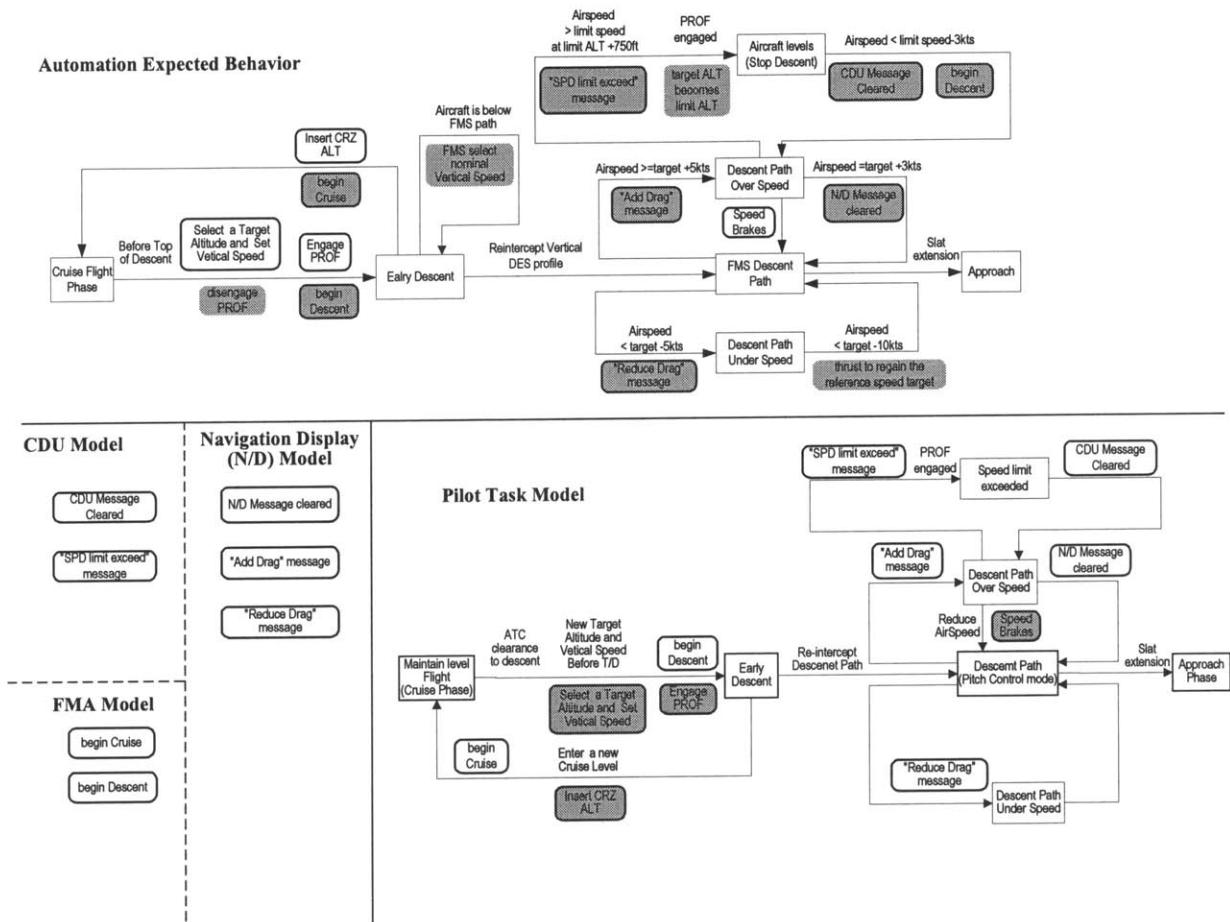 Automation Expected Behavior
Airspeed
> limit speed
at limit ALT +750ft
PROF
engaged
Aircraft levels
(Stop Descent)
Airspeed < limit speed-3kts
"SPD limit exceed"
message
target ALT
becomes
limit ALT
CDU Message
Cleared
begin
Descent
Aircraft is below
FMS path
Insert CRZ
ALT
FMS select
nominal
Vertical Speed
begin
Cruise
Airspeed >=target +5kts
Descent Path
Over Speed
Airspeed =target +3kts
"Add Drag"
message
N/D Message
cleared
Speed
Brakes
Before Top
of Descent
Select a Target
Altitude and Set
Vetical Speed
Engage
PROF
Cruise Flight
Phase
disengage
PROF
begin
Descent
Ealry Descent
Reintercept Vertical
DES profile
FMS Descent
Path
Slat
extension
Approach
Airspeed
< target -5kts
Descent Path
Under Speed
Airspeed
< target -10kts
"Reduce Drag"
message
thrust to regain the
reference speed target
CDU Model
CDU Message
Cleared
"SPD limit exceed"
message
Navigation Display
(N/D) Model
N/D Message cleared
"Add Drag" message
"Reduce Drag"
message
FMA Model
begin Cruise
begin Descent
Pilot Task Model
"SPD limit exceed"
message
PROF
engaged
Speed limit
exceeded
CDU Message
Cleared
"Add Drag"
message
Descent Path
Over Speed
N/D Message
cleared
Reduce
AirSpeed
Speed
Brakes
ATC
clearance
to descent
New Target
Altitude and
Vertical Speed
Before T/D
begin
Descent
Maintain level
Flight
(Cruise Phase)
Select a Target
Altitude and Set
Vetical Speed
Engage
PROF
Early
Descent
Re-intercept
Descenet Path
Descemt Path
(Pitch Control mode)
Slat
extension
Approach
Phase
begin
Cruise
Enter a new
Cruise Level
Insert CRZ
ALT
"Reduce Drag"
message
Descent Path
Under Speed